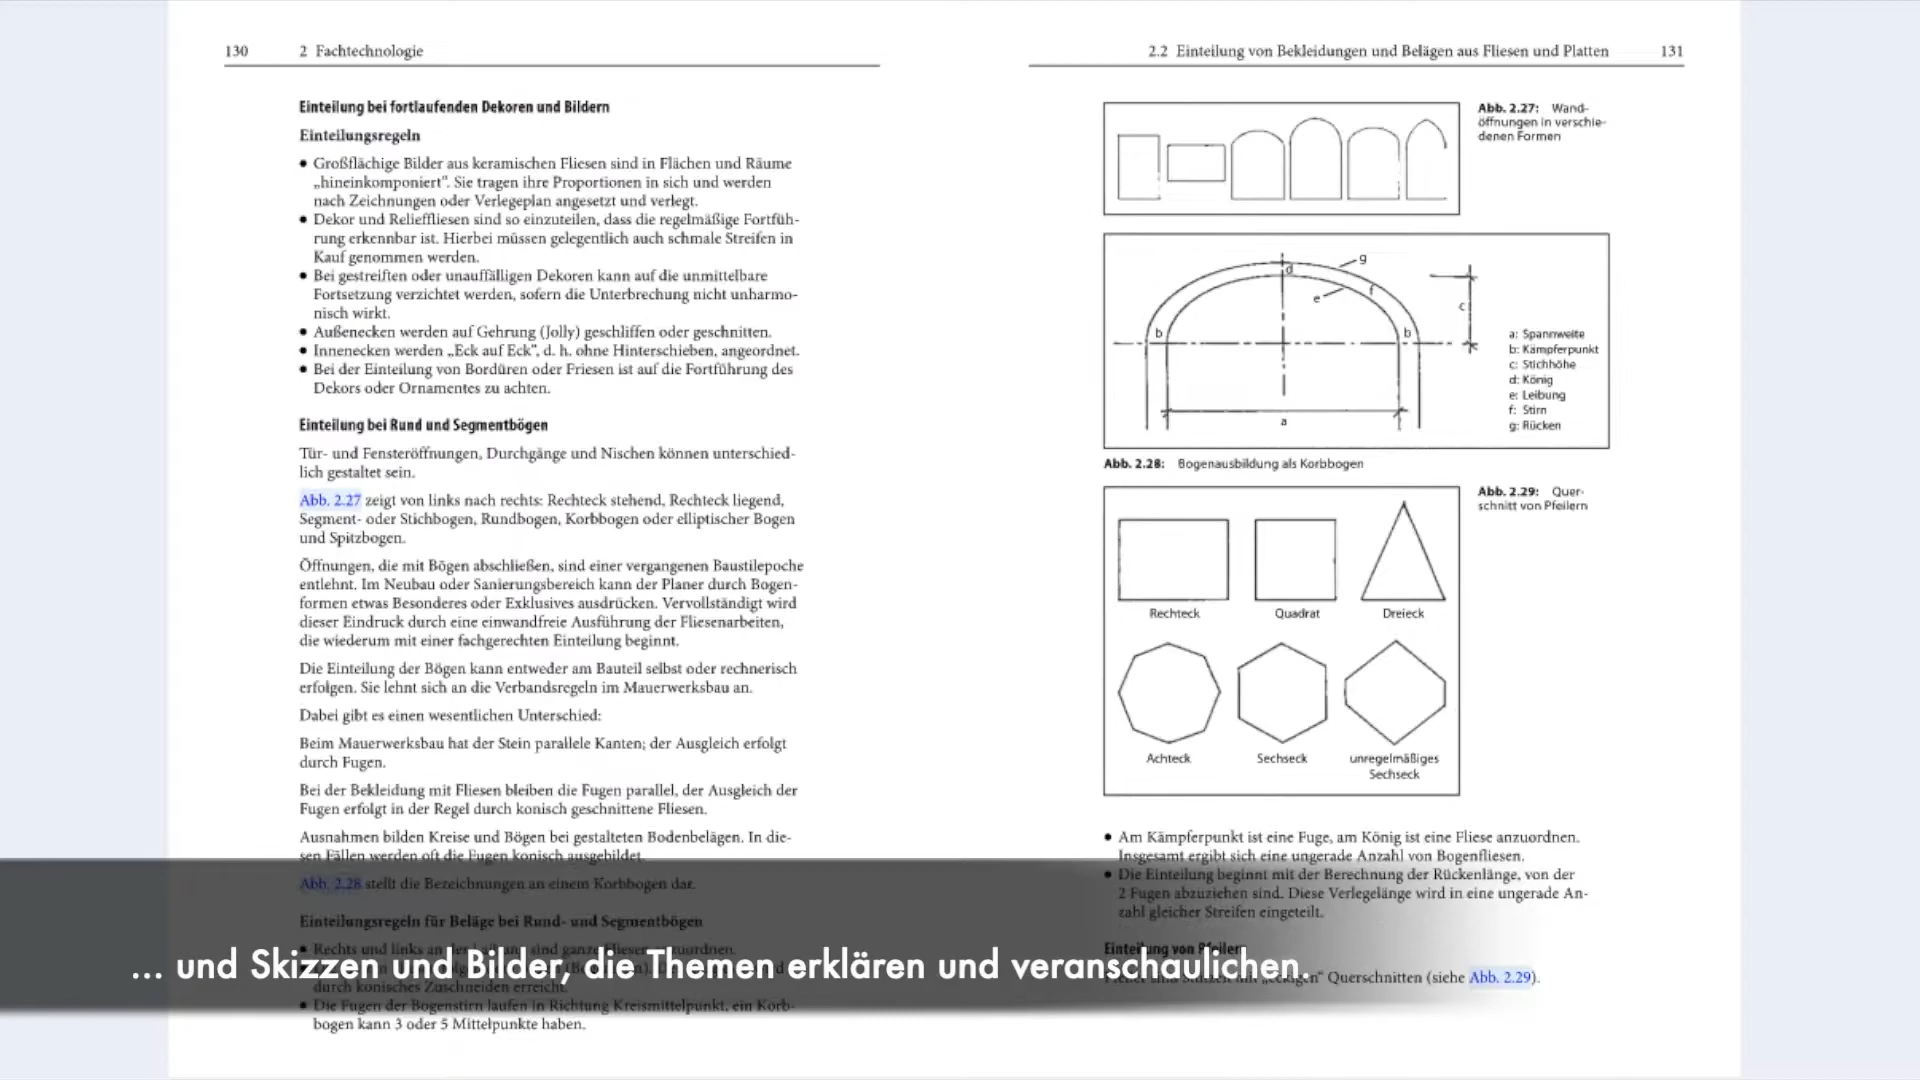 130 2 Fachtechnologie
Einteilung bei fortlaufenden Dekoren und Bildern
Einteilungsregeln
• Großflächige Bilder aus keramischen Fliesen sind in Flächen und Räume
„hineinkomponiert“. Sie tragen ihre Proportionen in sich und werden
nach Zeichnungen oder Verlegeplan angesetzt und verlegt.
• Dekor und Relieffliesen sind so einzuteilen, dass die regelmäßige Fortfüh-
rung erkennbar ist. Hierbei müssen gelegentlich auch schmale Streifen in
Kauf genommen werden.
• Bei gestreiften oder unauffälligen Dekoren kann auf die unmittelbare
Fortsetzung verzichtet werden, sofern die Unterbrechung nicht unharmo-
nisch wirkt.
• Außenecken werden auf Gehrung (Jolly) geschliffen oder geschnitten.
• Innenecken werden „Eck auf Eck“, d. h. ohne Hinterschieben, angeordnet.
• Bei der Einteilung von Bordüren oder Friesen ist auf die Fortführung des
Dekors oder Ornamentes zu achten.
Einteilung bei Rund und Segmentbögen
Tür- und Fensteröffnungen, Durchgänge und Nischen können unterschied-
lich gestaltet sein.
Abb. 2.27 zeigt von links nach rechts: Rechteck stehend, Rechteck liegend,
Segment- oder Stichbogen, Rundbogen, Korbbogen oder elliptischer Bogen
und Spitzbogen.
Öffnungen, die mit Bögen abschließen, sind einer vergangenen Baustilepoche
entlehnt. Im Neubau oder Sanierungsbereich kann der Planer durch Bogen-
formen etwas Besonderes oder Exklusives ausdrücken. Vervollständigt wird
dieser Eindruck durch eine einwandfreie Ausführung der Fliesenarbeiten,
die wiederum mit einer fachgerechten Einteilung beginnt.
Die Einteilung der Bögen kann entweder am Bauteil selbst oder rechnerisch
erfolgen. Sie lehnt sich an die Verbandsregeln im Mauerwerksbau an.
Dabei gibt es einen wesentlichen Unterschied:
Beim Mauerwerksbau hat der Stein parallele Kanten; der Ausgleich erfolgt
durch Fugen.
Bei der Bekleidung mit Fliesen bleiben die Fugen parallel, der Ausgleich der
Fugen erfolgt in der Regel durch konisch geschnittene Fliesen.
Ausnahmen bilden Kreise und Bögen bei gestalteten Bodenbelägen. In die-
sen Fällen werden oft die Fugen konisch ausgebildet.
Abb. 2.28 stellt die Bezeichnungen an einem Korbbogen dar.
Einteilungsregeln für Beläge bei Rund- und Segmentbögen
• Rechts und links an der sind ganze Fliesen anzuordnen.
durch konisches Zuschneiden erreicht.
• Die Fugen der Bogenstirn laufen in Richtung Kreismittelpunkt, ein Korb-
bogen kann 3 oder 5 Mittelpunkte haben.
2.2 Einteilung von Bekleidungen und Belägen aus Fliesen und Platten 131
Abb. 2.27: Wand-
öffnungen in verschie-
denen Formen
d
g
e
f
c
b
b
a
a: Spannweite
b: Kämpferpunkt
c: Stichhöhe
d: König
e: Leibung
f: Stirn
g: Rücken
Abb. 2.28: Bogenausbildung als Korbbogen
Abb. 2.29: Quer-
schnitt von Pfeilern
Rechteck Quadrat Dreieck
Achteck Sechseck unregelmäßiges
Sechseck
• Am Kämpferpunkt ist eine Fuge, am König ist eine Fliese anzuordnen.
Insgesamt ergibt sich eine ungerade Anzahl von Bogenfliesen.
• Die Einteilung beginnt mit der Berechnung der Rückenlänge, von der
2 Fugen abzuziehen sind. Diese Verlegelänge wird in eine ungerade An-
zahl gleicher Streifen eingeteilt.
Einteilung von Pfeilern
Pfeiler sind Stützen mit „eckigen“ Querschnitten (siehe Abb. 2.29).
... und Skizzen und Bilder, die Themen erklären und veranschaulichen.